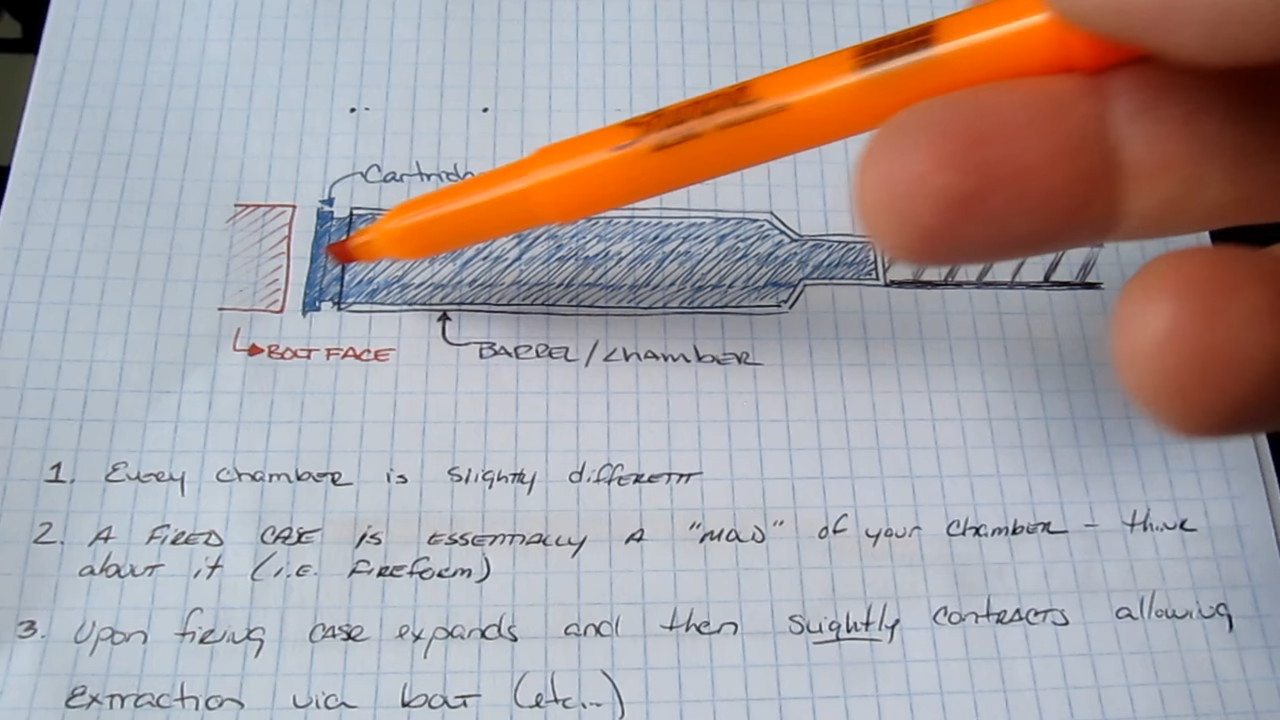 Cartridg
BOLT FACE
BARREL/Chamber
1. Every chamber is slightly different
2. A FIRED CASE is ESSENTIALLY A "MOLD" of your chamber - think
about it (i.e. FIREform)
3. Upon firing case expands and then slightly contracts allowing
Extraction via bolt (etc...)